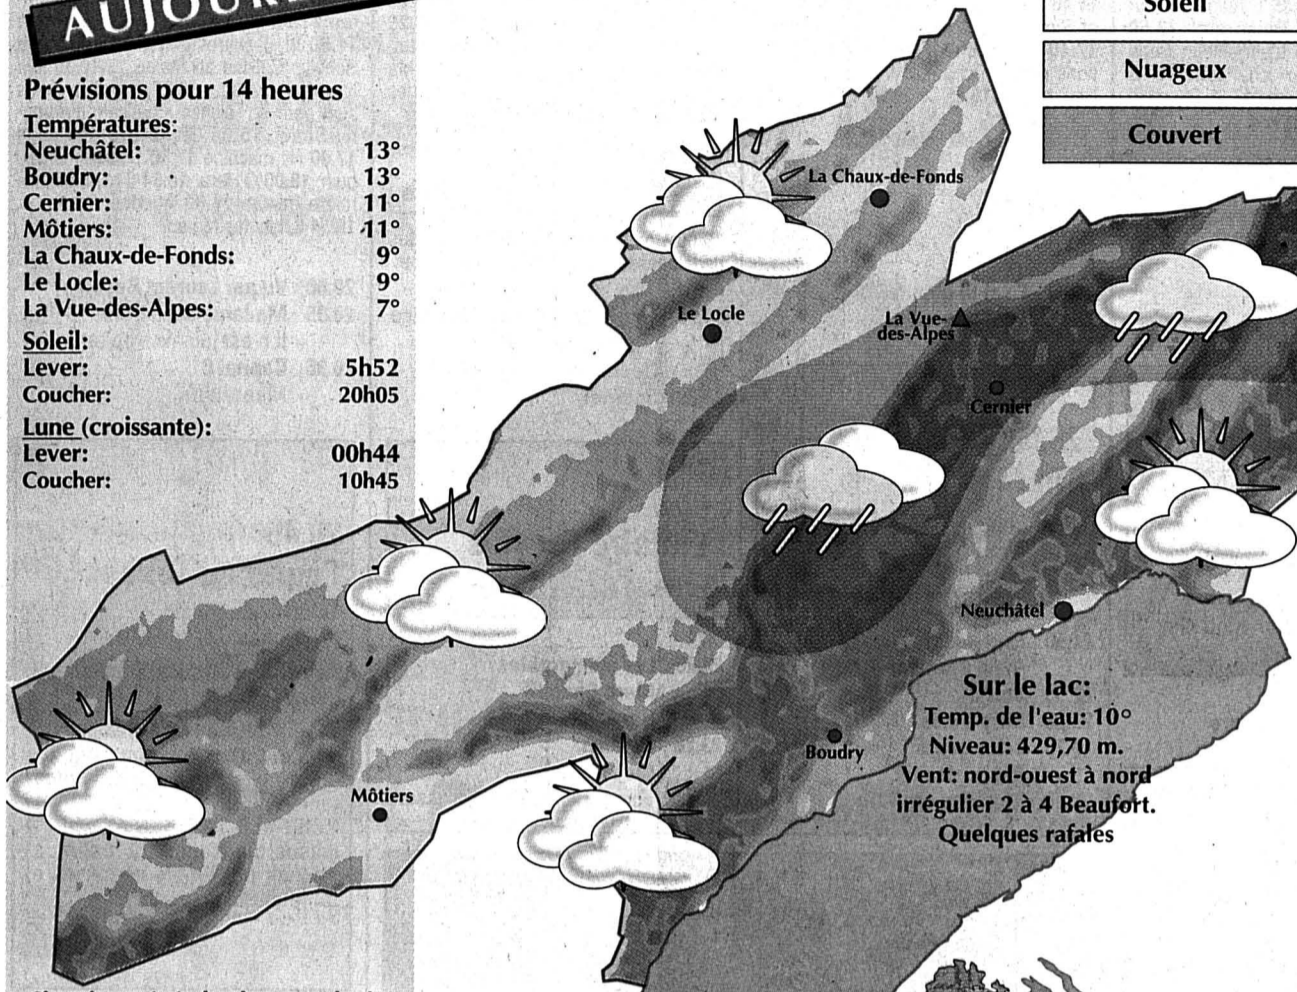 AUJOURD
Prévisions pour 14 heures
Températures:
Neuchâtel: 13°
Boudry: 13°
Cernier: 11°
Môtiers: 11°
La Chaux-de-Fonds: 9°
Le Locle: 9°
La Vue-des-Alpes: 7°
Soleil:
Lever: 5h52
Coucher: 20h05
Lune (croissante):
Lever: 00h44
Coucher: 10h45
Soleil
Nuageux
Couvert
La Chaux-de-Fonds
Le Locle
La Vue-
des-Alpes
Cernier
Neuchâtel
Boudry
Môtiers
Sur le lac:
Temp. de l'eau: 10°
Niveau: 429,70 m.
Vent: nord-ouest à nord
irrégulier 2 à 4 Beaufort.
Quelques rafales